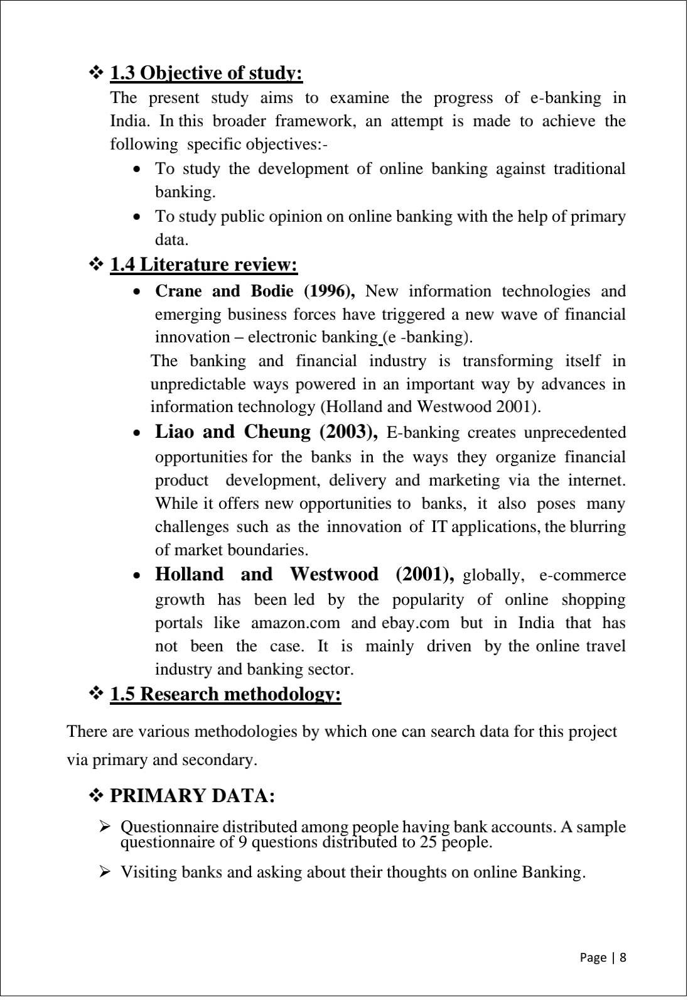 ❖ 1.3 Objective of study:
The present study aims to examine the progress of e-banking in
India. In this broader framework, an attempt is made to achieve the
following specific objectives:-
• To study the development of online banking against traditional
banking.
• To study public opinion on online banking with the help of primary
data.
❖ 1.4 Literature review:
• Crane and Bodie (1996), New information technologies and
emerging business forces have triggered a new wave of financial
innovation – electronic banking (e -banking).
The banking and financial industry is transforming itself in
unpredictable ways powered in an important way by advances in
information technology (Holland and Westwood 2001).
• Liao and Cheung (2003), E-banking creates unprecedented
opportunities for the banks in the ways they organize financial
product development, delivery and marketing via the internet.
While it offers new opportunities to banks, it also poses many
challenges such as the innovation of IT applications, the blurring
of market boundaries.
• Holland and Westwood (2001), globally, e-commerce
growth has been led by the popularity of online shopping
portals like amazon.com and ebay.com but in India that has
not been the case. It is mainly driven by the online travel
industry and banking sector.
❖ 1.5 Research methodology:
There are various methodologies by which one can search data for this project
via primary and secondary.
❖ PRIMARY DATA:
➢ Questionnaire distributed among people having bank accounts. A sample
questionnaire of 9 questions distributed to 25 people.
➢ Visiting banks and asking about their thoughts on online Banking.
Page | 8